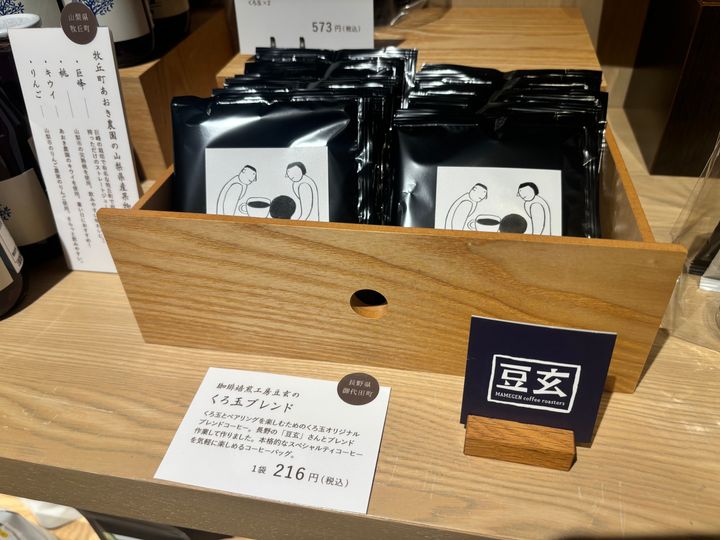 くろ玉×2
573円(税込)
山梨県
牧丘町
牧丘町あおき農園の山梨県産果
・巨峰
・桃
・キウイ
・りんご
長野県
御代田町
珈琲焙煎工房豆玄の
くろ玉ブレンド
くろ玉とペアリングを楽しむためのくろ玉オリジナル
ブレンドコーヒー。長野の「豆玄」さんとブレンド
作業して作りました。本格的なスペシャルティコーヒー
を気軽に楽しめるコーヒーバッグ。
1袋 216円(税込)
豆玄
MAMEGEN coffee roasters